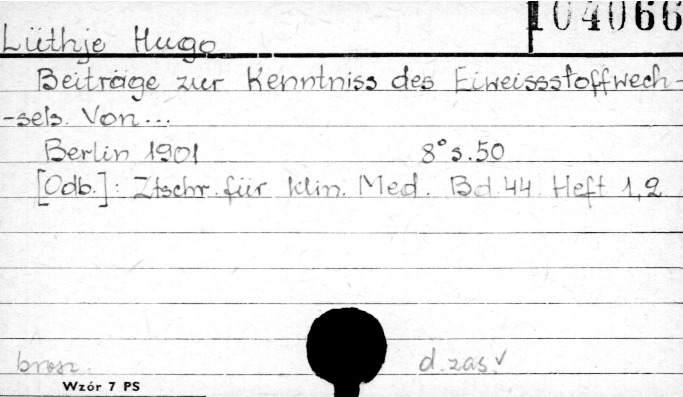 104066
Lüthje Hugo
Beiträge zur Kenntniss des Eiweissstoffwech-
-sels. Von...
Berlin 1901 8° s. 50
[Odb.]: Ztschr. für klin. Med. Bd. 44 Heft 1,2
brosz. d. zas. √
Wzór 7 PS